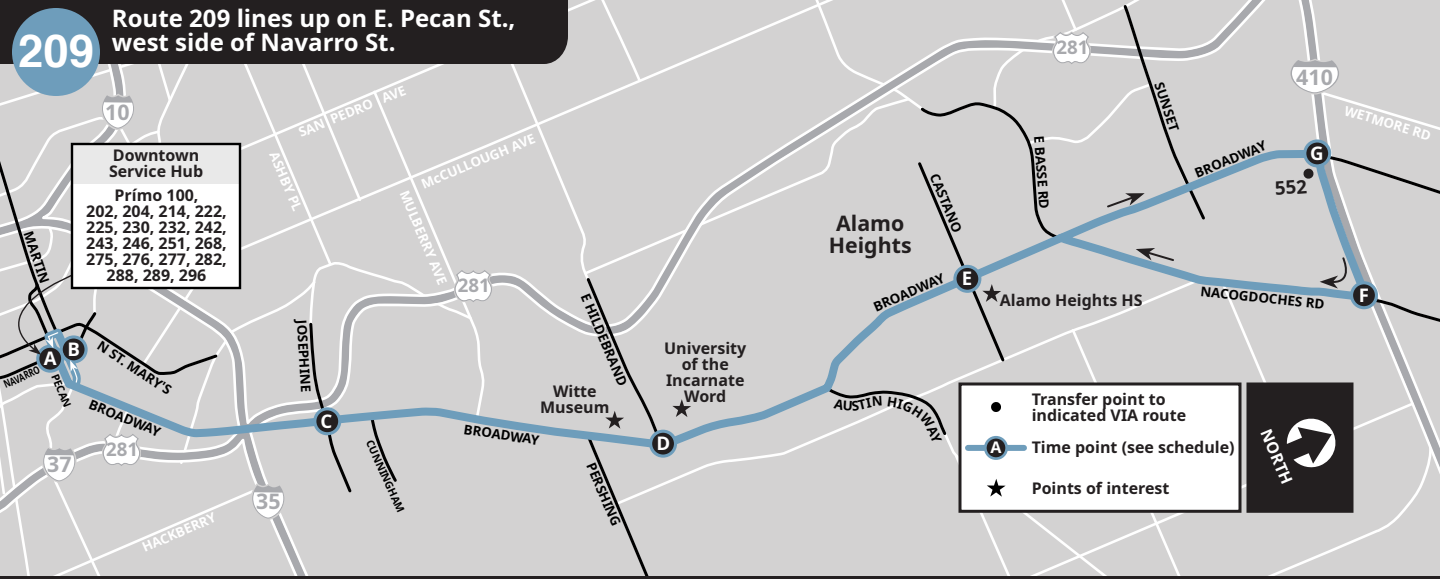 209
Route 209 lines up on E. Pecan St.,
west side of Navarro St.
10
Downtown
Service Hub
Prímo 100,
202, 204, 214, 222,
225, 230, 232, 242,
243, 246, 251, 268,
275, 276, 277, 282,
288, 289, 296
SAN PEDRO AVE
McCULLOUGH AVE
ASHBY PL
MULBERRY AVE
281
281
410
WETMORE RD
SUNSET
E BASSE RD
CASTANO
BROADWAY
G
552
Alamo
Heights
E
Alamo Heights HS
BROADWAY
NACOGDOCHES RD
F
MARTIN
A
B
NAVARRO
PECAN
N ST. MARY'S
BROADWAY
JOSEPHINE
C
CUNNINGHAM
E HILDEBRAND
Witte
Museum
University
of the
Incarnate
Word
BROADWAY
D
PERSHING
AUSTIN HIGHWAY
281
37
35
HACKBERRY
Transfer point to
indicated VIA route
A
Time point (see schedule)
Points of interest
NORTH